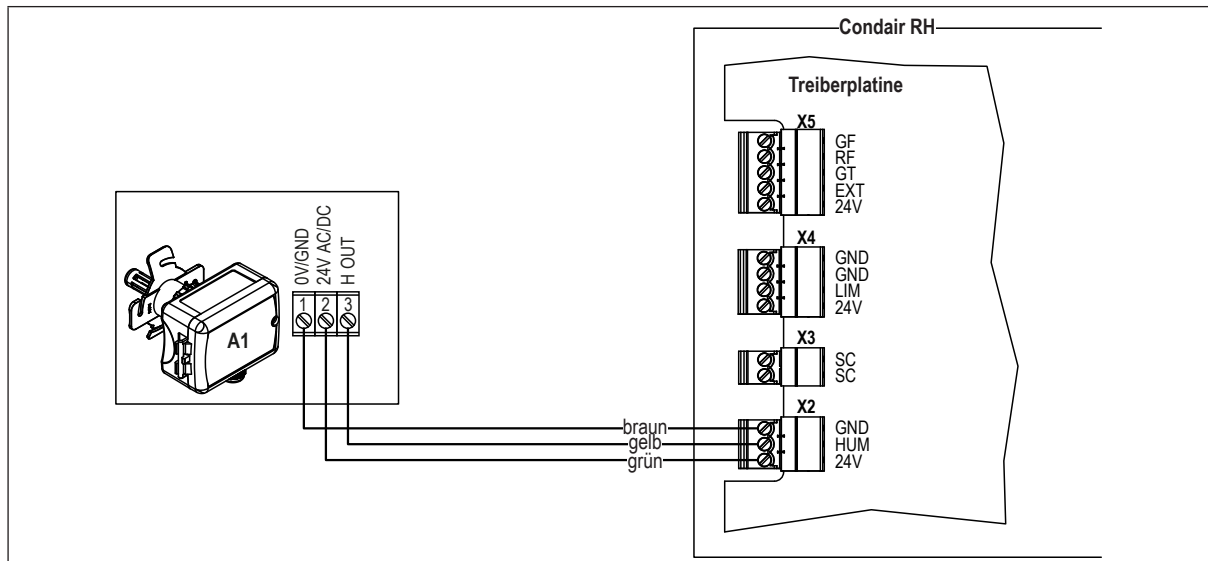 Condair RH
Treiberplatine
X5
GF
RF
GT
EXT
24V
X4
GND
GND
LIM
24V
X3
SC
SC
X2
GND
HUM
24V
A1
0V/GND
24V AC/DC
H OUT
1 2 3
braun
gelb
grün